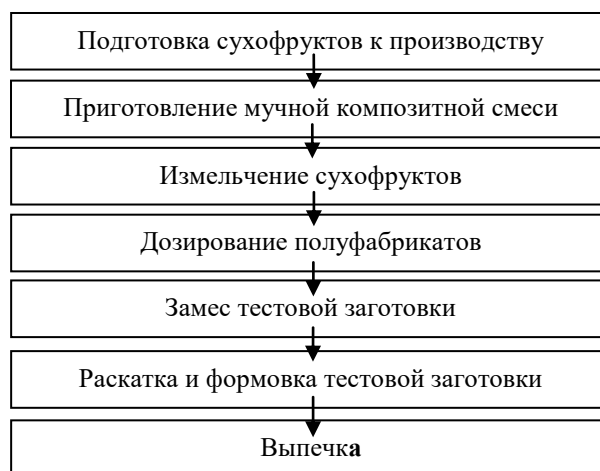 Подготовка сухофруктов к производству
Приготовление мучной композитной смеси
Измельчение сухофруктов
Дозирование полуфабрикатов
Замес тестовой заготовки
Раскатка и формовка тестовой заготовки
Выпечка